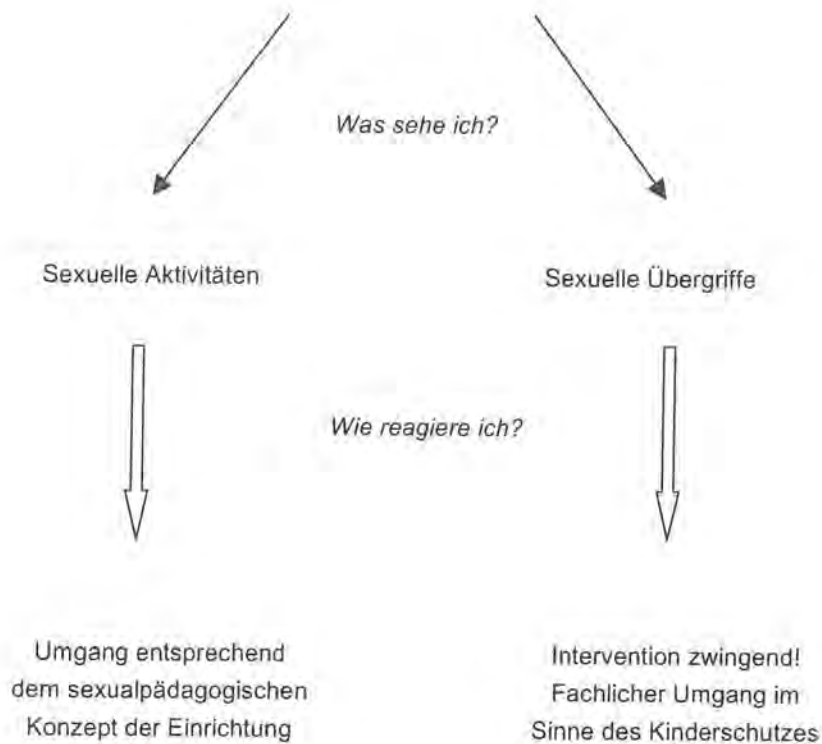 Was sehe ich?
Sexuelle Aktivitäten
Sexuelle Übergriffe
Wie reagiere ich?
Umgang entsprechend
dem sexualpädagogischen
Konzept der Einrichtung
Intervention zwingend!
Fachlicher Umgang im
Sinne des Kinderschutzes